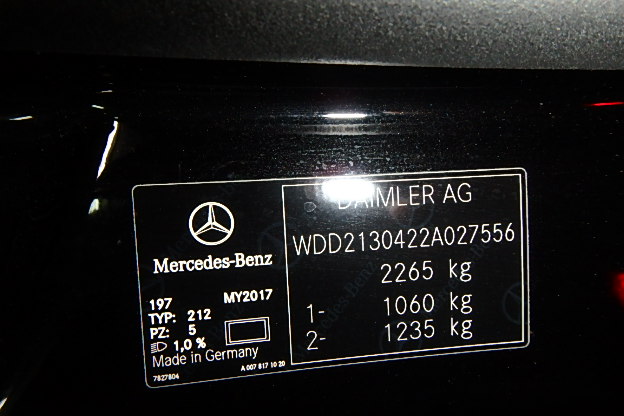 Mercedes-Benz
197 MY2017
TYP: 212
PZ: 5
1,0 %
Made in Germany
7827804
A 007 817 10 20
DAIMLER AG
WDD2130422A027556
2265 kg
1- 1060 kg
2- 1235 kg